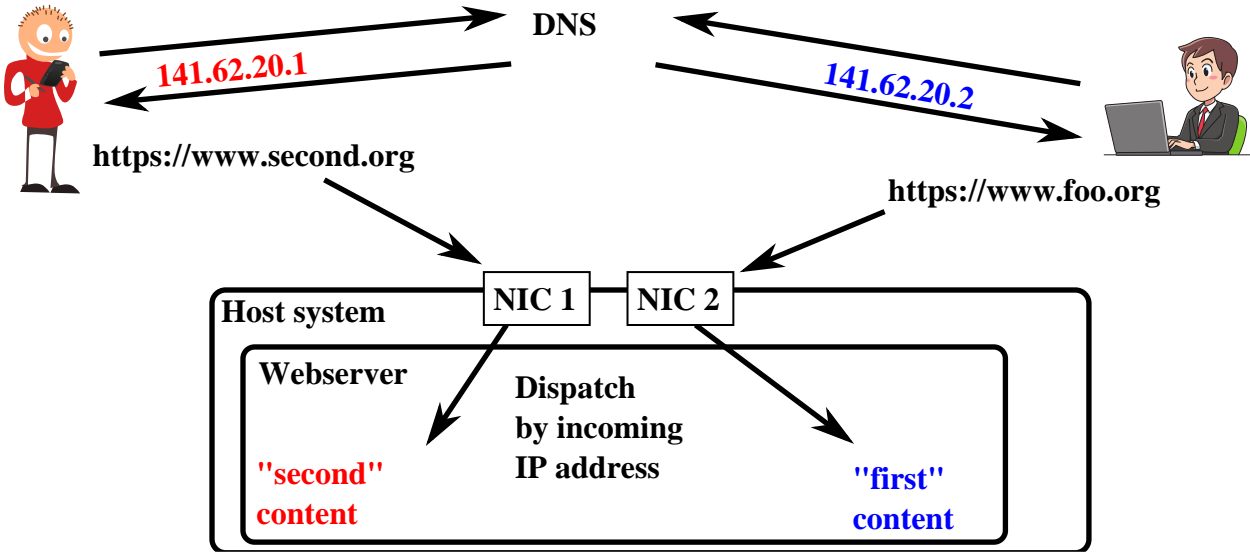 DNS
141.62.20.1
141.62.20.2
https://www.second.org
https://www.foo.org
NIC 1
NIC 2
Host system
Webserver
Dispatch
by incoming
IP address
"second"
content
"first"
content